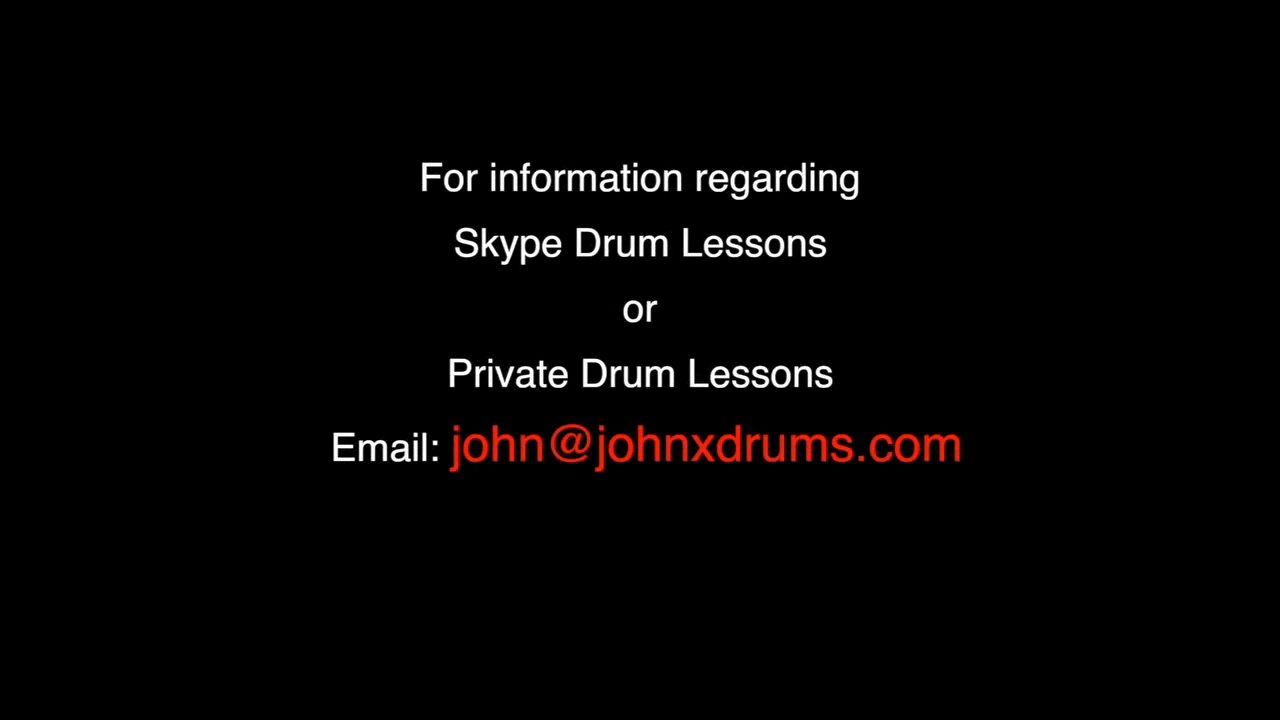 For information regarding
Skype Drum Lessons
or
Private Drum Lessons
Email: john@johnxdrums.com